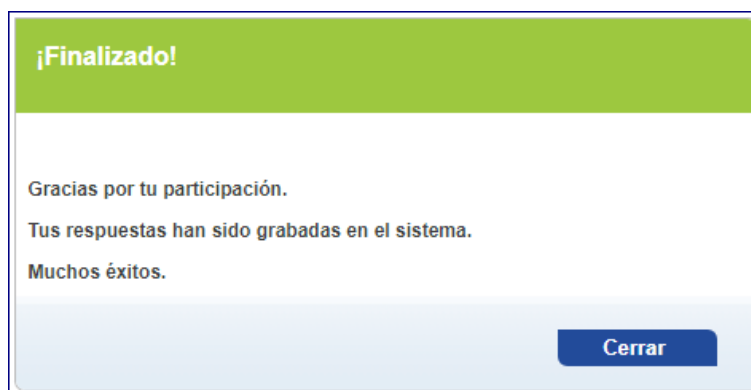 ¡Finalizado!
Gracias por tu participación.
Tus respuestas han sido grabadas en el sistema.
Muchos éxitos.
Cerrar